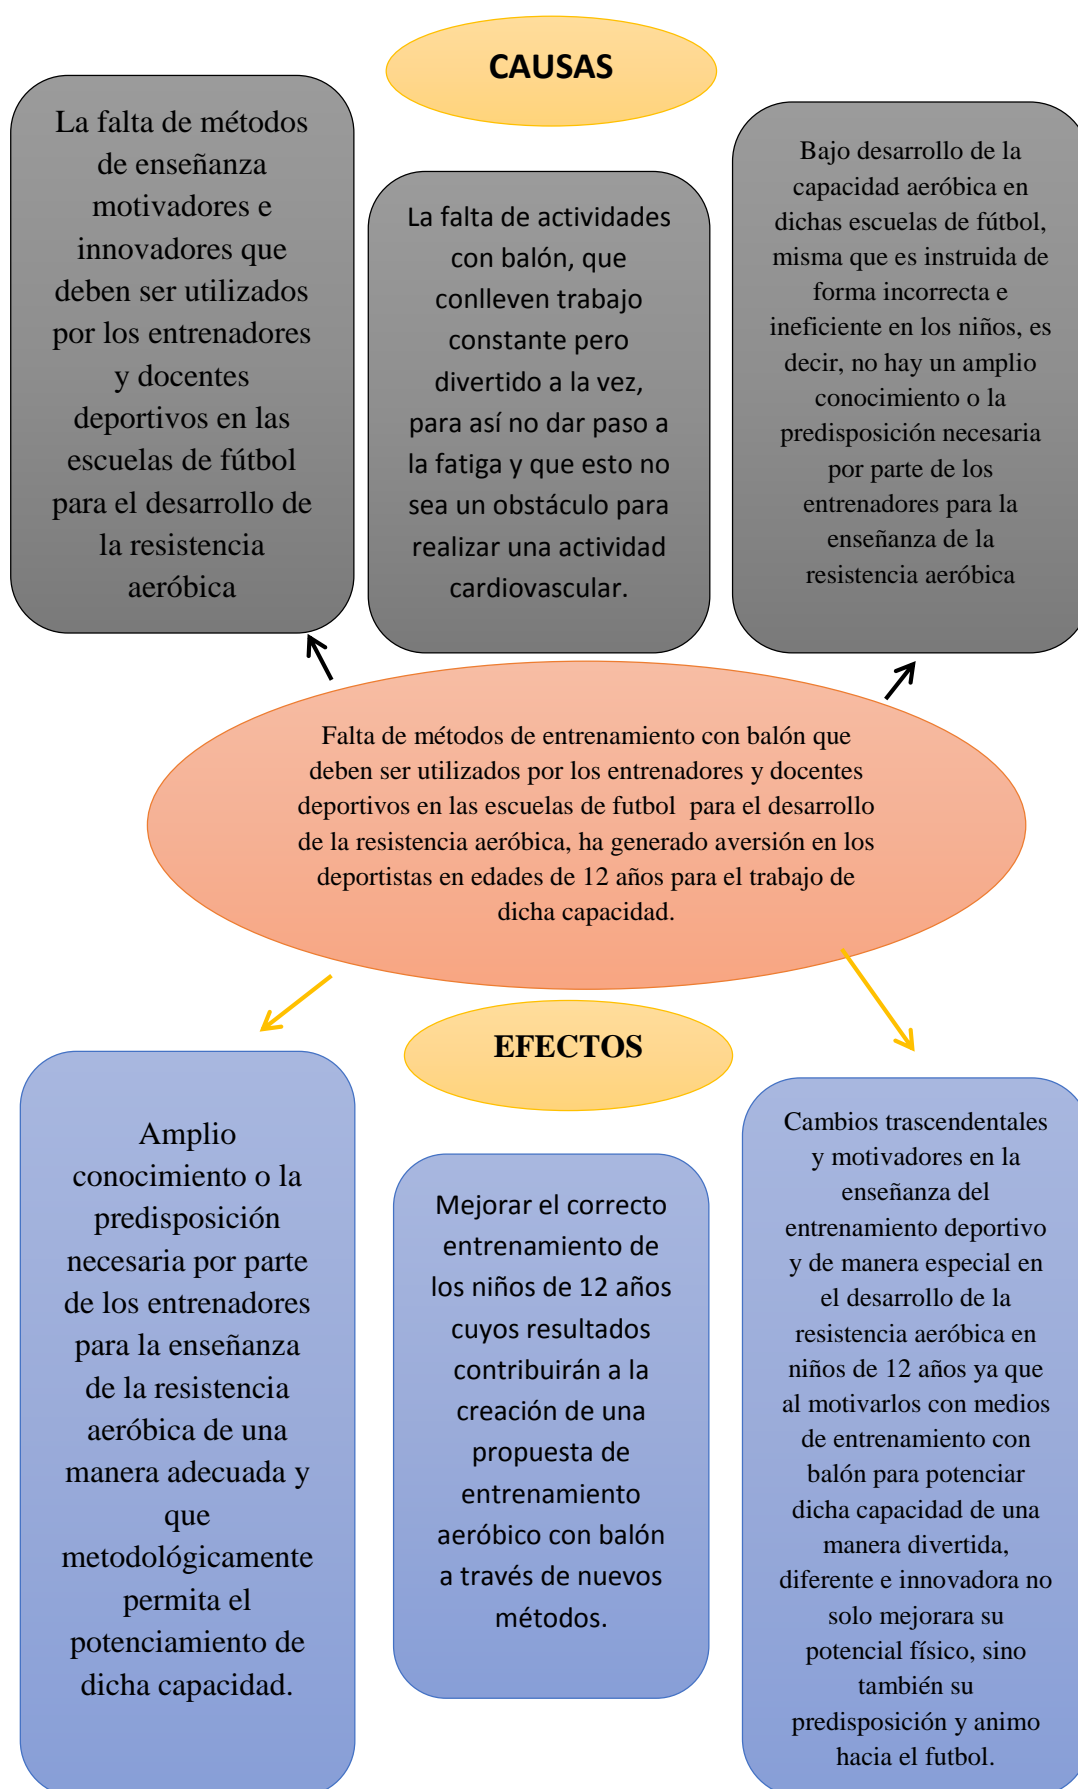 CAUSAS
La falta de métodos
de enseñanza
motivadores e
innovadores que
deben ser utilizados
por los entrenadores
y docentes
deportivos en las
escuelas de fútbol
para el desarrollo de
la resistencia
aeróbica
La falta de actividades
con balón, que
conlleven trabajo
constante pero
divertido a la vez,
para así no dar paso a
la fatiga y que esto no
sea un obstáculo para
realizar una actividad
cardiovascular.
Bajo desarrollo de la
capacidad aeróbica en
dichas escuelas de fútbol,
misma que es instruida de
forma incorrecta e
ineficiente en los niños, es
decir, no hay un amplio
conocimiento o la
predisposición necesaria
por parte de los
entrenadores para la
enseñanza de la
resistencia aeróbica
Falta de métodos de entrenamiento con balón que
deben ser utilizados por los entrenadores y docentes
deportivos en las escuelas de futbol para el desarrollo
de la resistencia aeróbica, ha generado aversión en los
deportistas en edades de 12 años para el trabajo de
dicha capacidad.
EFECTOS
Amplio
conocimiento o la
predisposición
necesaria por parte
de los entrenadores
para la enseñanza
de la resistencia
aeróbica de una
manera adecuada y
que
metodológicamente
permita el
potenciamiento de
dicha capacidad.
Mejorar el correcto
entrenamiento de
los niños de 12 años
cuyos resultados
contribuirán a la
creación de una
propuesta de
entrenamiento
aeróbico con balón
a través de nuevos
métodos.
Cambios trascendentales
y motivadores en la
enseñanza del
entrenamiento deportivo
y de manera especial en
el desarrollo de la
resistencia aeróbica en
niños de 12 años ya que
al motivarlos con medios
de entrenamiento con
balón para potenciar
dicha capacidad de una
manera divertida,
diferente e innovadora no
solo mejorara su
potencial físico, sino
también su
predisposición y animo
hacia el futbol.